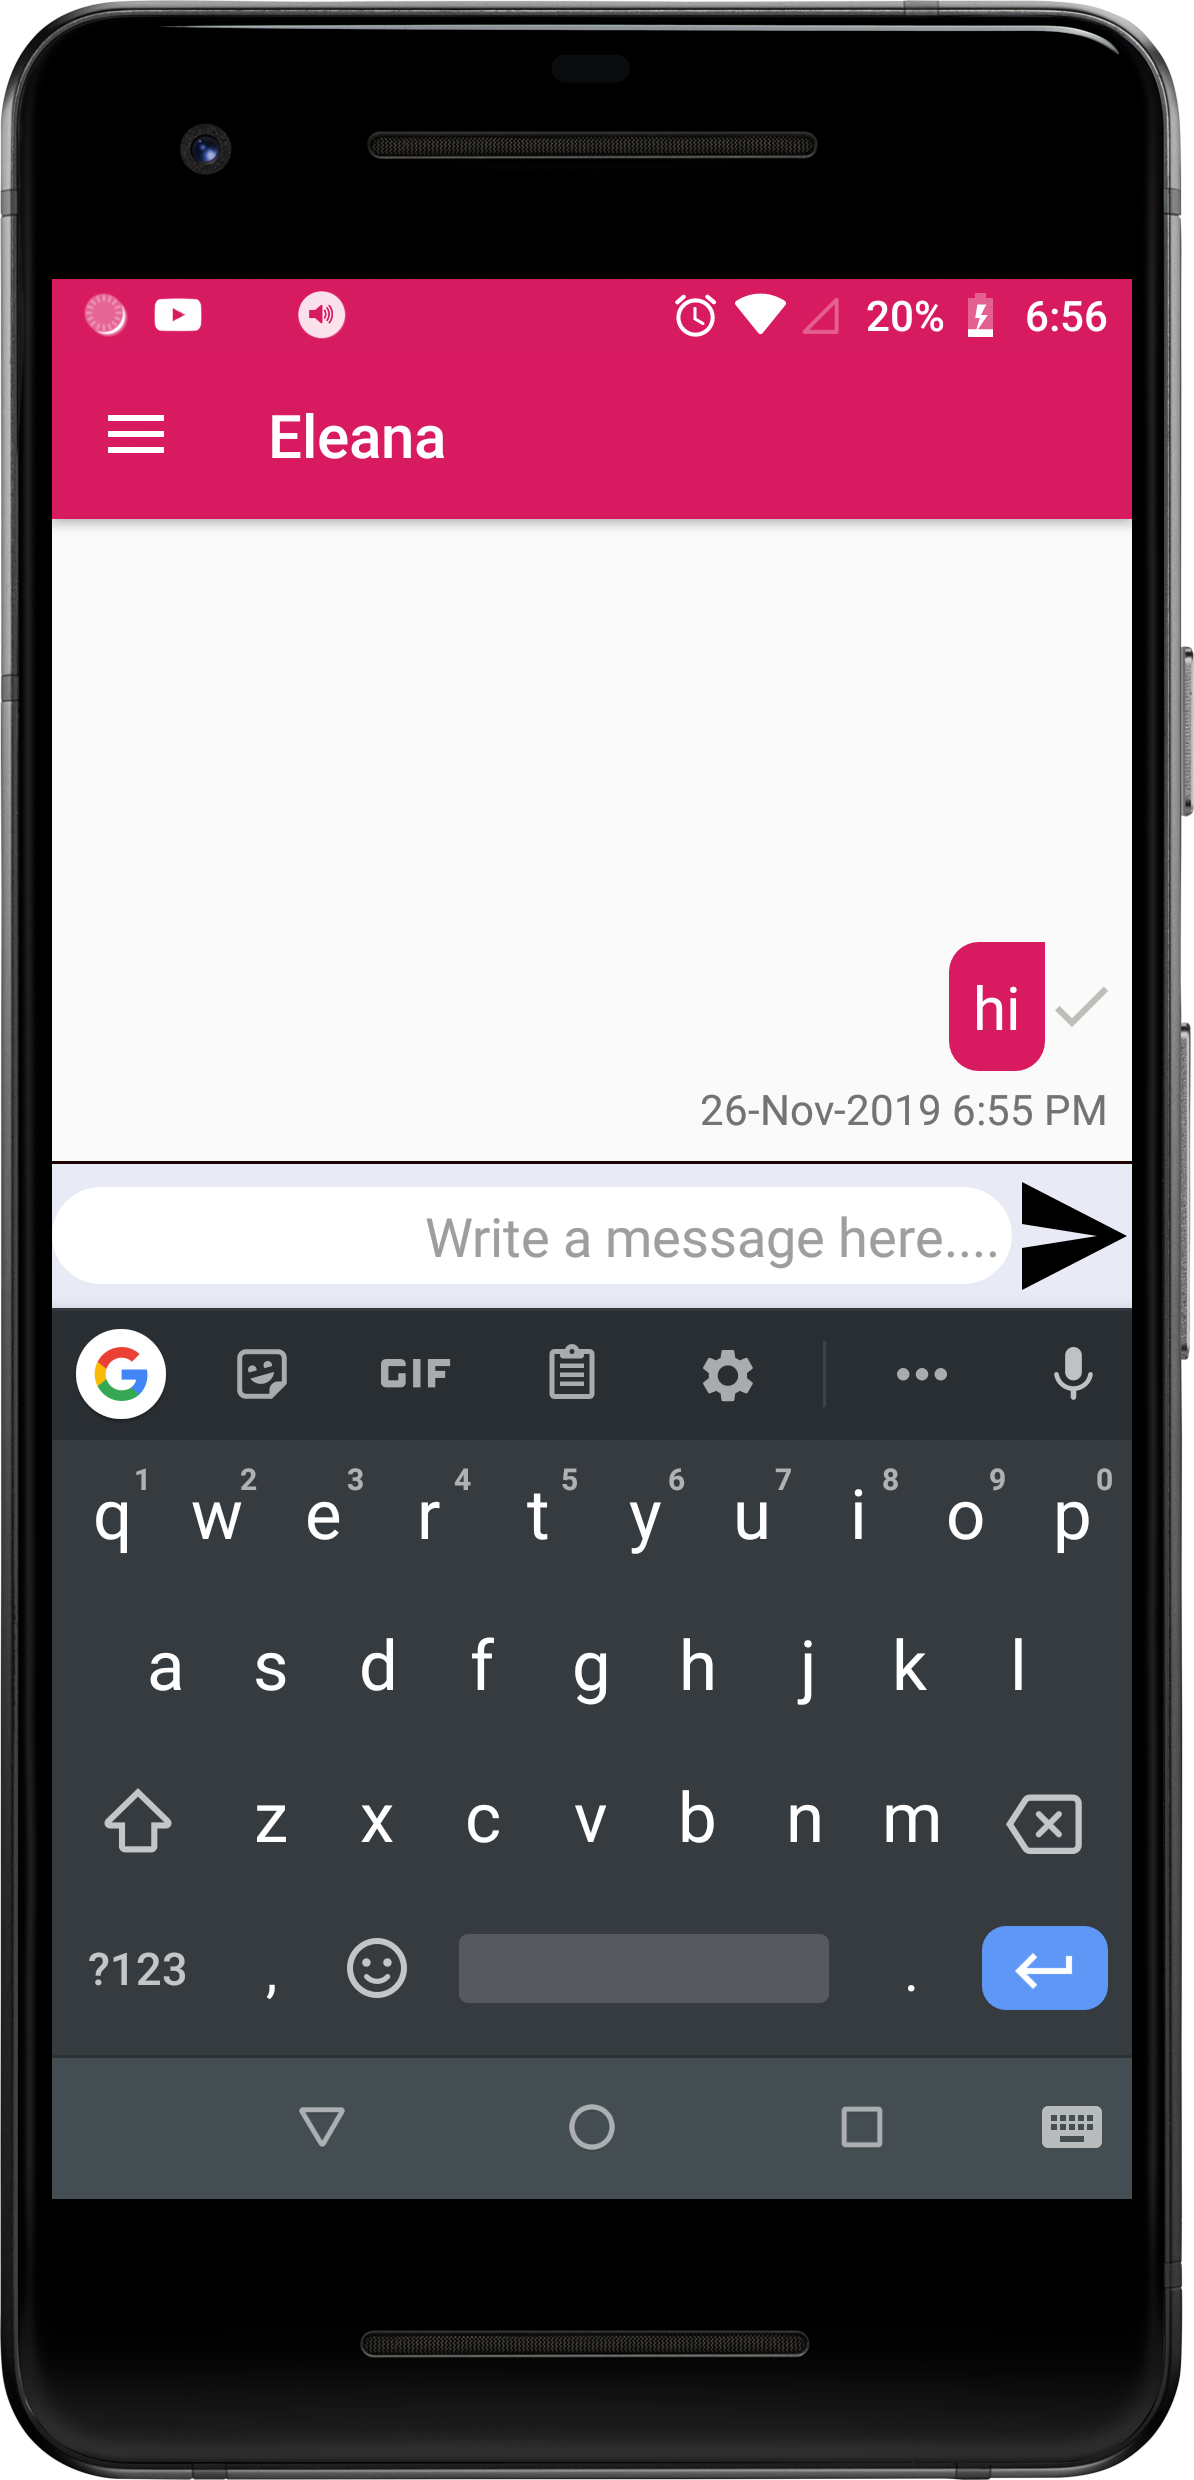 20% 6:56
Eleana
hi
26-Nov-2019 6:55 PM
Write a message here....
G GIF
1 2 3 4 5 6 7 8 9 0
q w e r t y u i o p
a s d f g h j k l
z x c v b n m
?123 , .